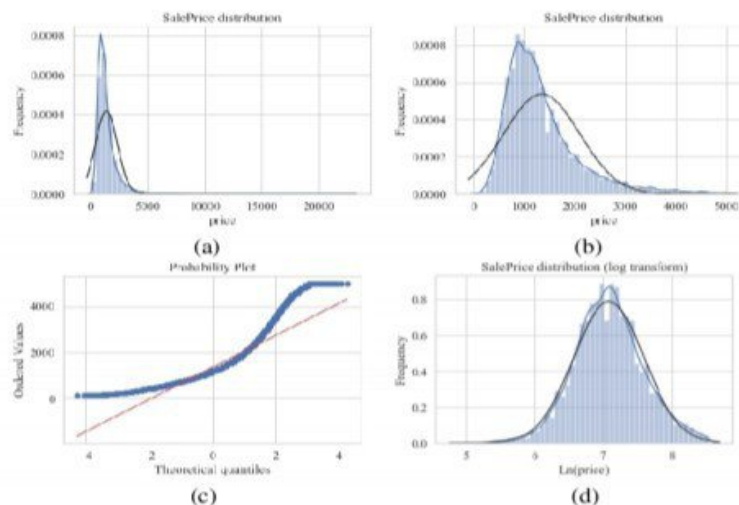 SalePrice distribution
Frequency
0.0008
0.0006
0.0004
0.0002
0.0000
0 5000 10000 15000 20000
price
(a)
SalePrice distribution
Frequency
0.0008
0.0006
0.0004
0.0002
0.0000
0 1000 2000 3000 4000 5000
price
(b)
Probability Plot
Ordered Values
4000
2000
0
4 2 0 2 4
Theoretical quantiles
(c)
SalePrice distribution (log transform)
Frequency
0.8
0.6
0.4
0.2
0.0
5 6 7 8
Ln(price)
(d)